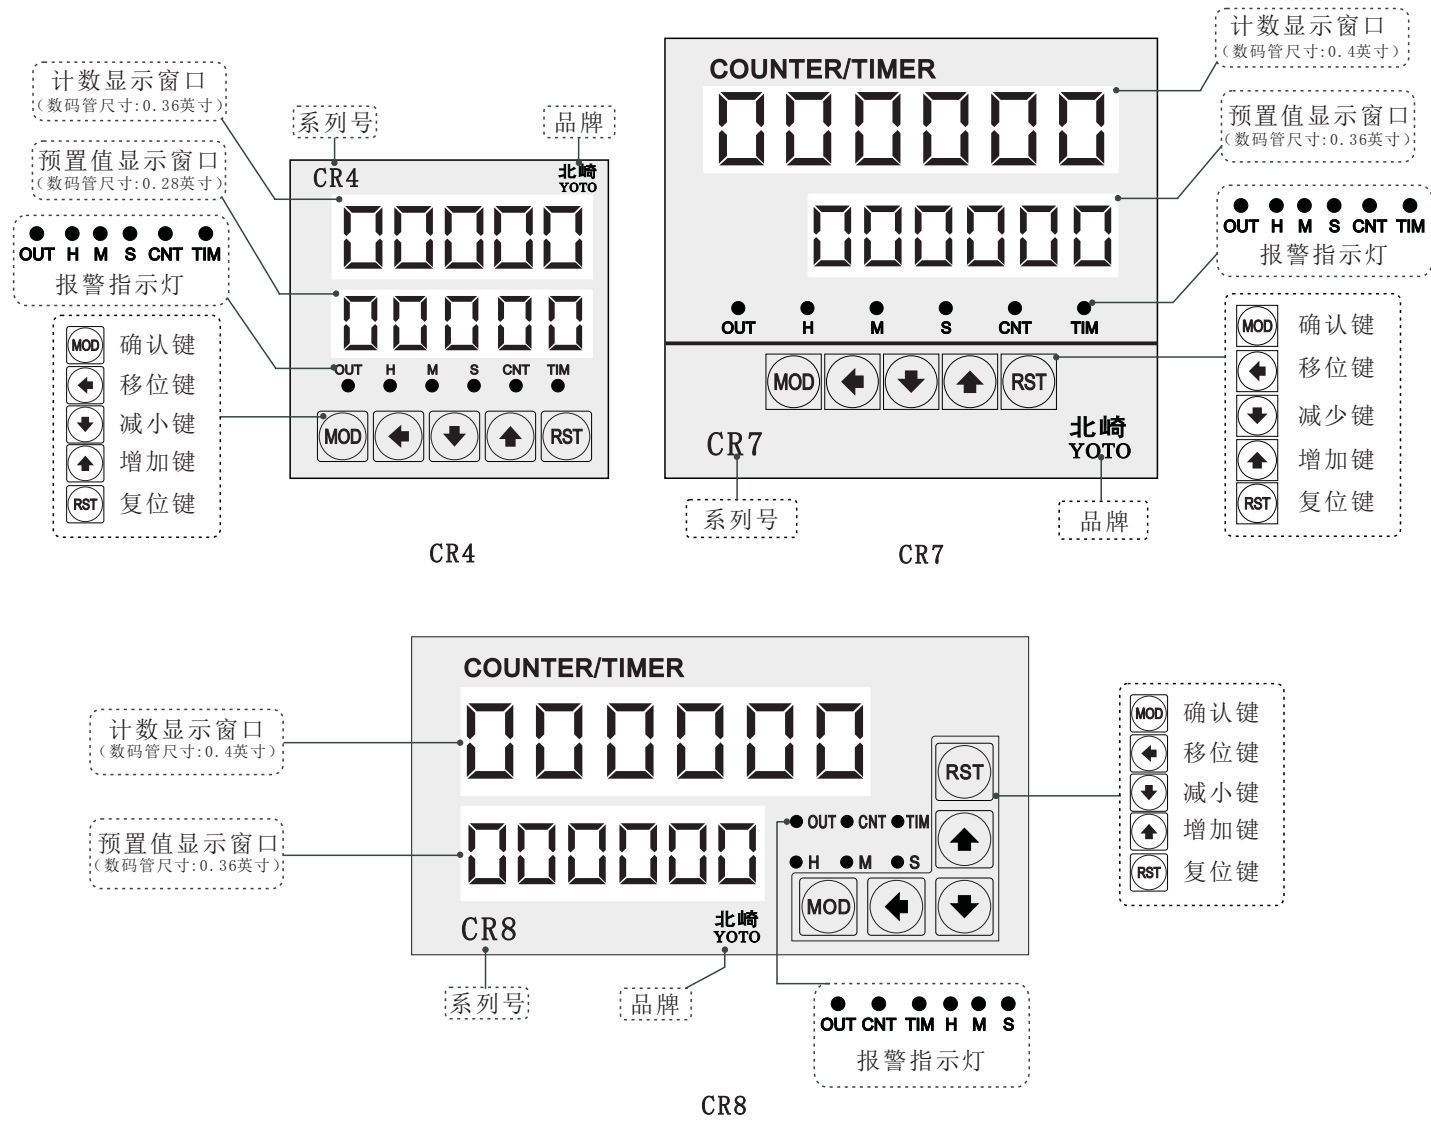 计数显示窗口
（数码管尺寸:0.36英寸）
预置值显示窗口
（数码管尺寸:0.28英寸）
OUT H M S CNT TIM
报警指示灯
MOD 确认键
移位键
减小键
增加键
RST 复位键
系列号
品牌
CR4
北崎
YOTO
00000
00000
OUT H M S CNT TIM
MOD RST
CR4
COUNTER/TIMER
000000
000000
OUT H M S CNT TIM
MOD RST
CR7
北崎
YOTO
系列号
品牌
CR7
计数显示窗口
（数码管尺寸:0.4英寸）
预置值显示窗口
（数码管尺寸:0.36英寸）
OUT H M S CNT TIM
报警指示灯
MOD 确认键
移位键
减少键
增加键
RST 复位键
计数显示窗口
（数码管尺寸:0.4英寸）
预置值显示窗口
（数码管尺寸:0.36英寸）
COUNTER/TIMER
000000
000000
OUT CNT TIM
H M S
RST
MOD
CR8
北崎
YOTO
系列号
品牌
OUT CNT TIM H M S
报警指示灯
MOD 确认键
移位键
减小键
增加键
RST 复位键
CR8